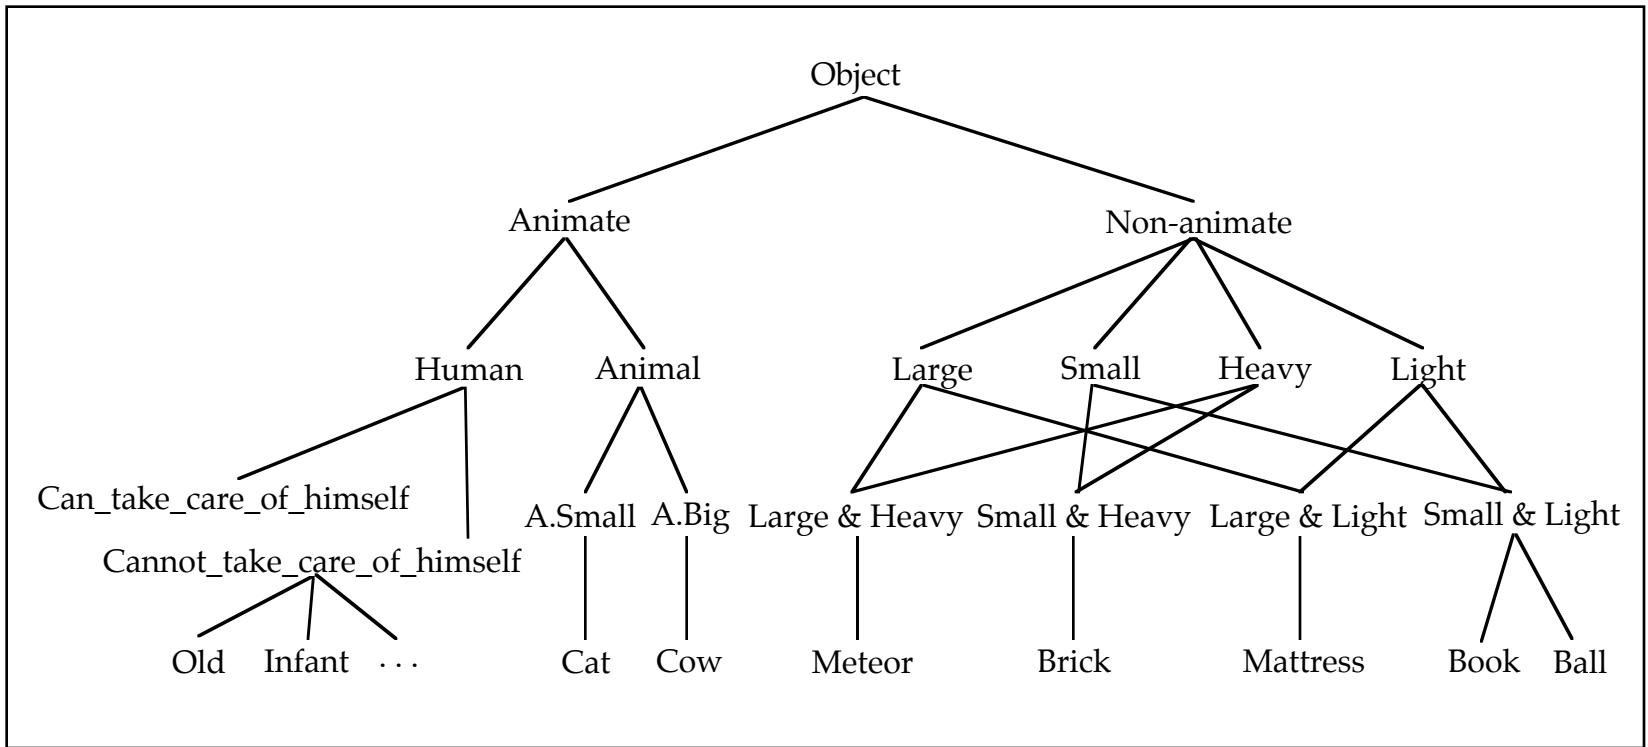 Object
Animate Non-animate
Human Animal Large Small Heavy Light
Can_take_care_of_himself
A.Small A.Big Large & Heavy Small & Heavy Large & Light Small & Light
Cannot_take_care_of_himself
Old Infant . . . Cat Cow Meteor Brick Mattress Book Ball